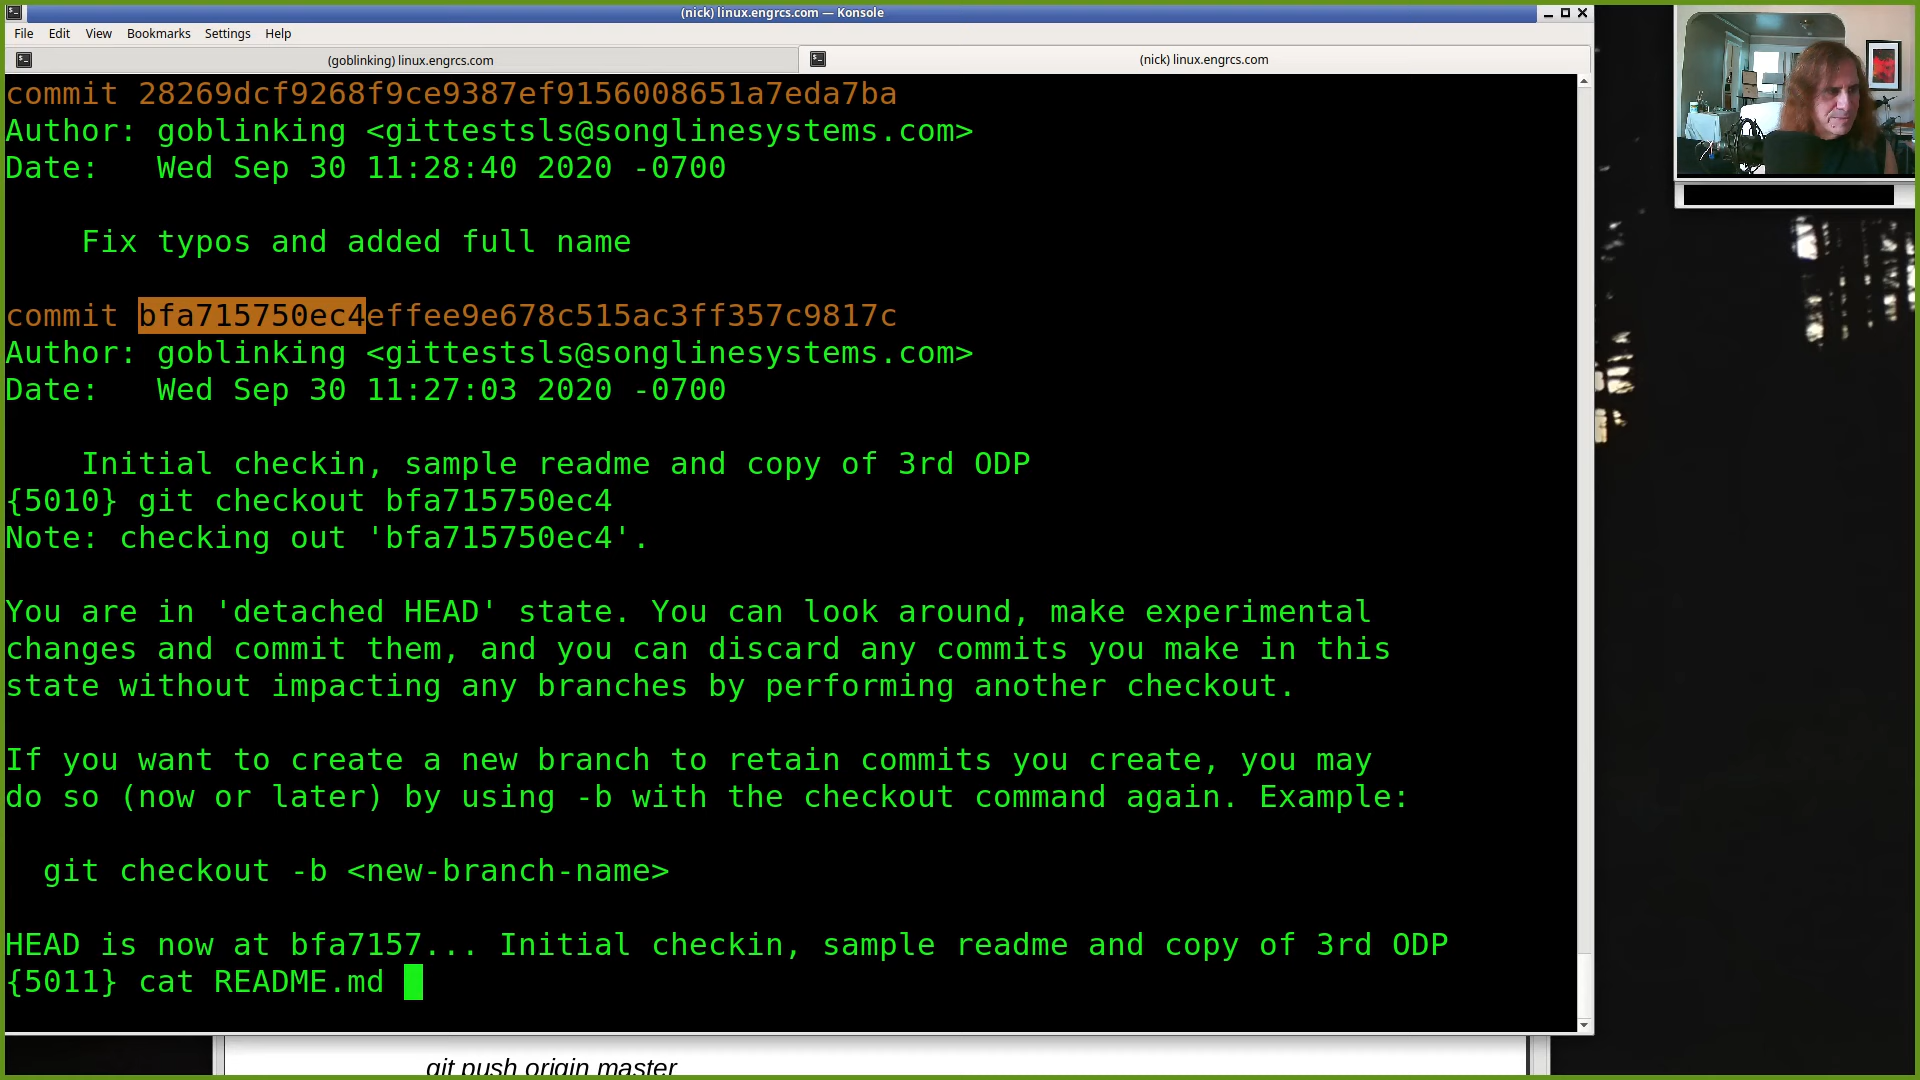 (nick) linux.engrcs.com — Konsole
File Edit View Bookmarks Settings Help
(goblinking) linux.engrcs.com
(nick) linux.engrcs.com
commit 28269dcf9268f9ce9387ef9156008651a7eda7ba
Author: goblinking <gittestsls@songlinesystems.com>
Date:   Wed Sep 30 11:28:40 2020 -0700
Fix typos and added full name
commit bfa715750ec4effee9e678c515ac3ff357c9817c
Author: goblinking <gittestsls@songlinesystems.com>
Date:   Wed Sep 30 11:27:03 2020 -0700
Initial checkin, sample readme and copy of 3rd ODP
{5010} git checkout bfa715750ec4
Note: checking out 'bfa715750ec4'.
You are in 'detached HEAD' state. You can look around, make experimental
changes and commit them, and you can discard any commits you make in this
state without impacting any branches by performing another checkout.
If you want to create a new branch to retain commits you create, you may
do so (now or later) by using -b with the checkout command again. Example:
git checkout -b <new-branch-name>
HEAD is now at bfa7157... Initial checkin, sample readme and copy of 3rd ODP
{5011} cat README.md
git push origin master